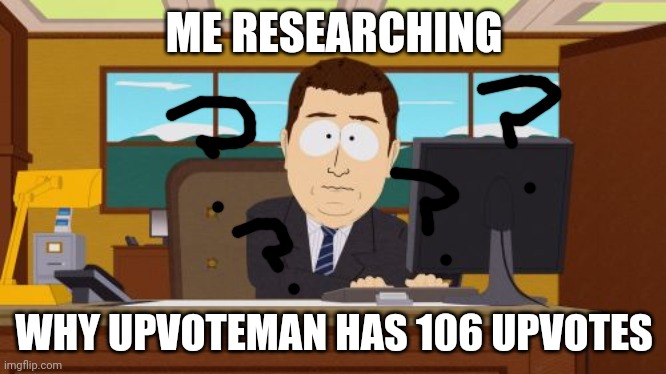 ME RESEARCHING
? ?
? ?
WHY UPVOTEMAN HAS 106 UPVOTES
imgflip.com